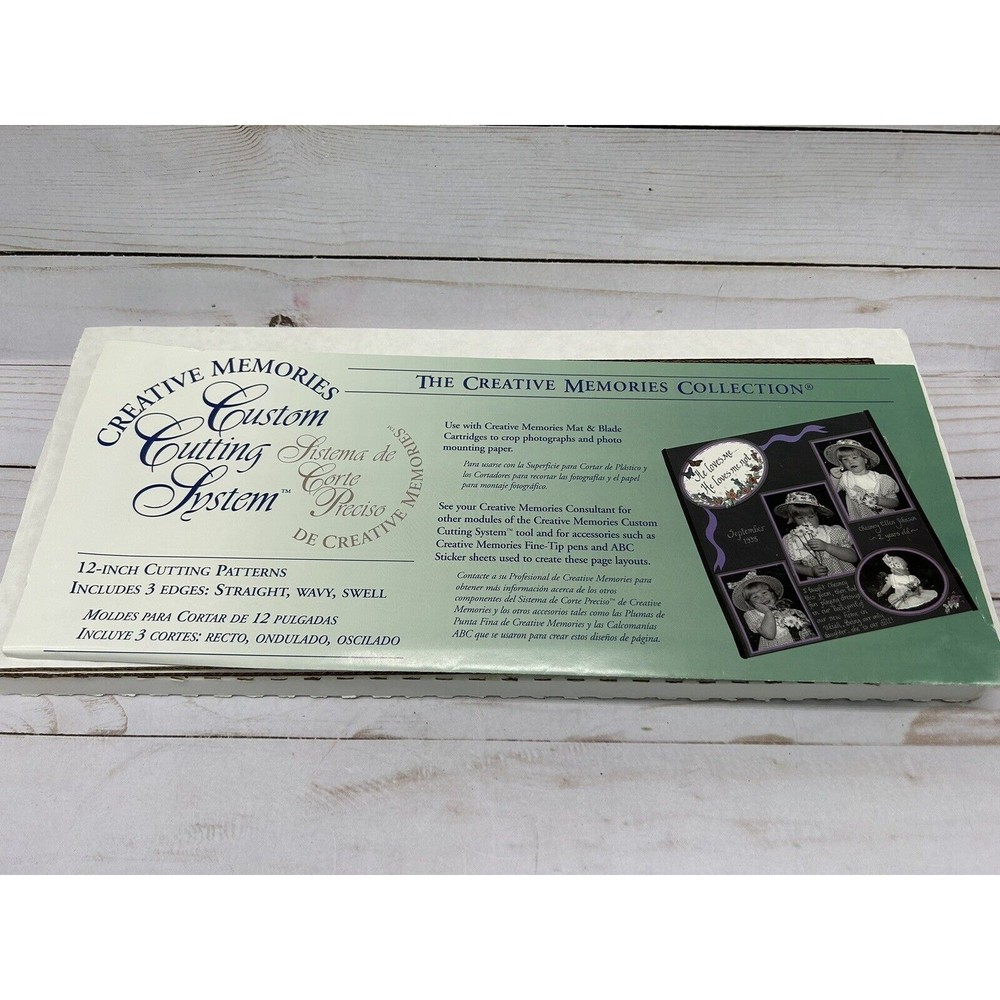 CREATIVE MEMORIES
Custom
Cutting
System™
Sistema de
Corte
Preciso
DE CREATIVE MEMORIES™
12-INCH CUTTING PATTERNS
INCLUDES 3 EDGES: STRAIGHT, WAVY, SWELL
MOLDES PARA CORTAR DE 12 PULGADAS
INCLUYE 3 CORTES: RECTO, ONDULADO, OSCILADO
THE CREATIVE MEMORIES COLLECTION®
Use with Creative Memories Mat & Blade
Cartridges to crop photographs and photo
mounting paper.
Para usarse con la Superficie para Cortar de Plástico y
los Cortadores para recortar las fotografías y el papel
para montaje fotográfico.
See your Creative Memories Consultant for
other modules of the Creative Memories Custom
Cutting System™ tool and for accessories such as
Creative Memories Fine-Tip pens and ABC
Sticker sheets used to create these page layouts.
Contacte a su Profesional de Creative Memories para
obtener más información acerca de los otros
componentes del Sistema de Corte Preciso™ de Creative
Memories y los otros accesorios tales como las Plumas de
Punta Fina de Creative Memories y las Calcomanías
ABC que se usaron para crear estos diseños de página.
He loves me...
He loves me not!
September
1998
2 years old